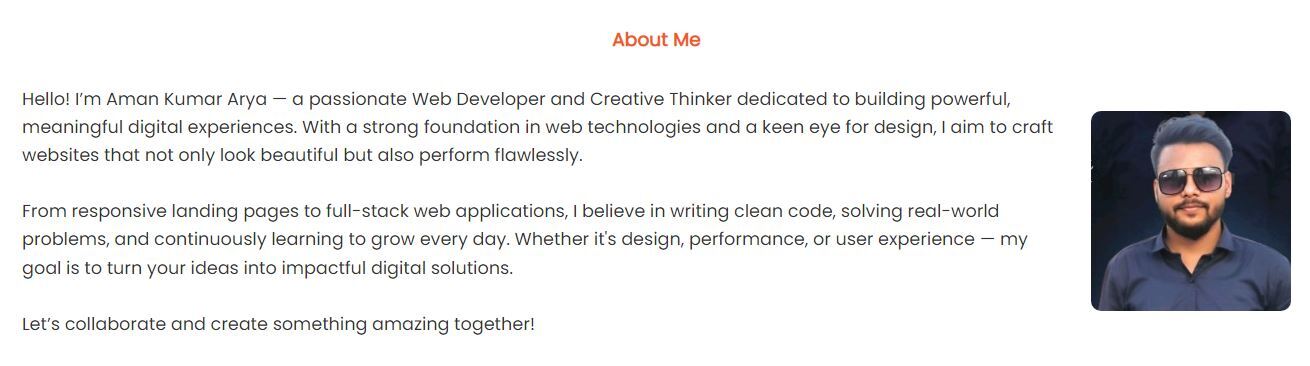 About Me
Hello! I’m Aman Kumar Arya — a passionate Web Developer and Creative Thinker dedicated to building powerful,
meaningful digital experiences. With a strong foundation in web technologies and a keen eye for design, I aim to craft
websites that not only look beautiful but also perform flawlessly.
From responsive landing pages to full-stack web applications, I believe in writing clean code, solving real-world
problems, and continuously learning to grow every day. Whether it's design, performance, or user experience — my
goal is to turn your ideas into impactful digital solutions.
Let’s collaborate and create something amazing together!